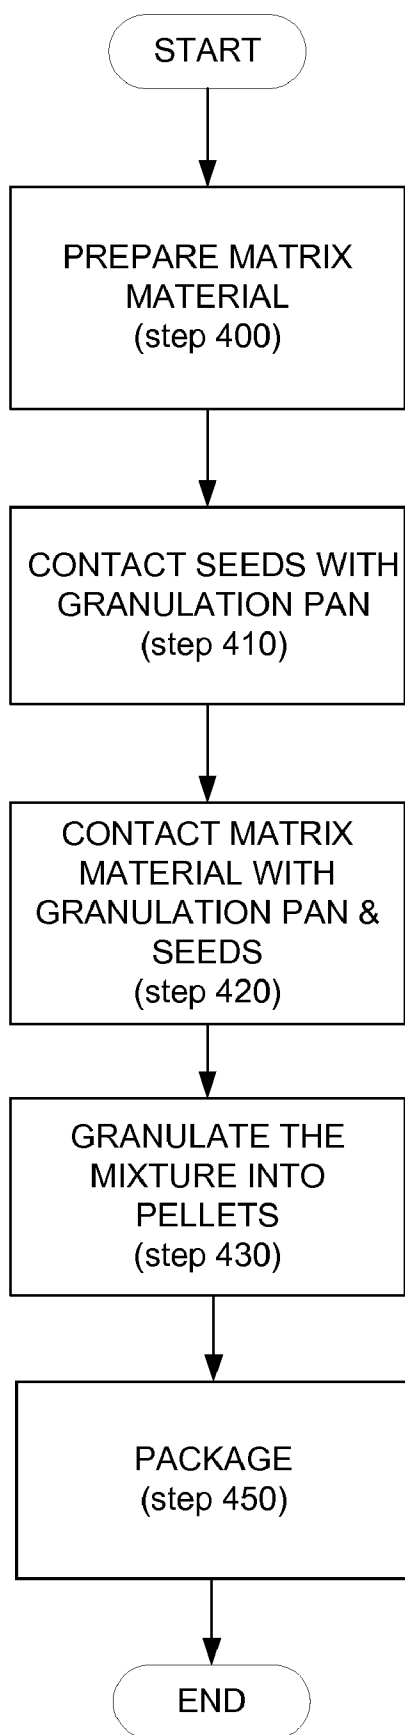 START
PREPARE MATRIX
MATERIAL
(step 400)
CONTACT SEEDS WITH
GRANULATION PAN
(step 410)
CONTACT MATRIX
MATERIAL WITH
GRANULATION PAN &
SEEDS
(step 420)
GRANULATE THE
MIXTURE INTO
PELLETS
(step 430)
PACKAGE
(step 450)
END